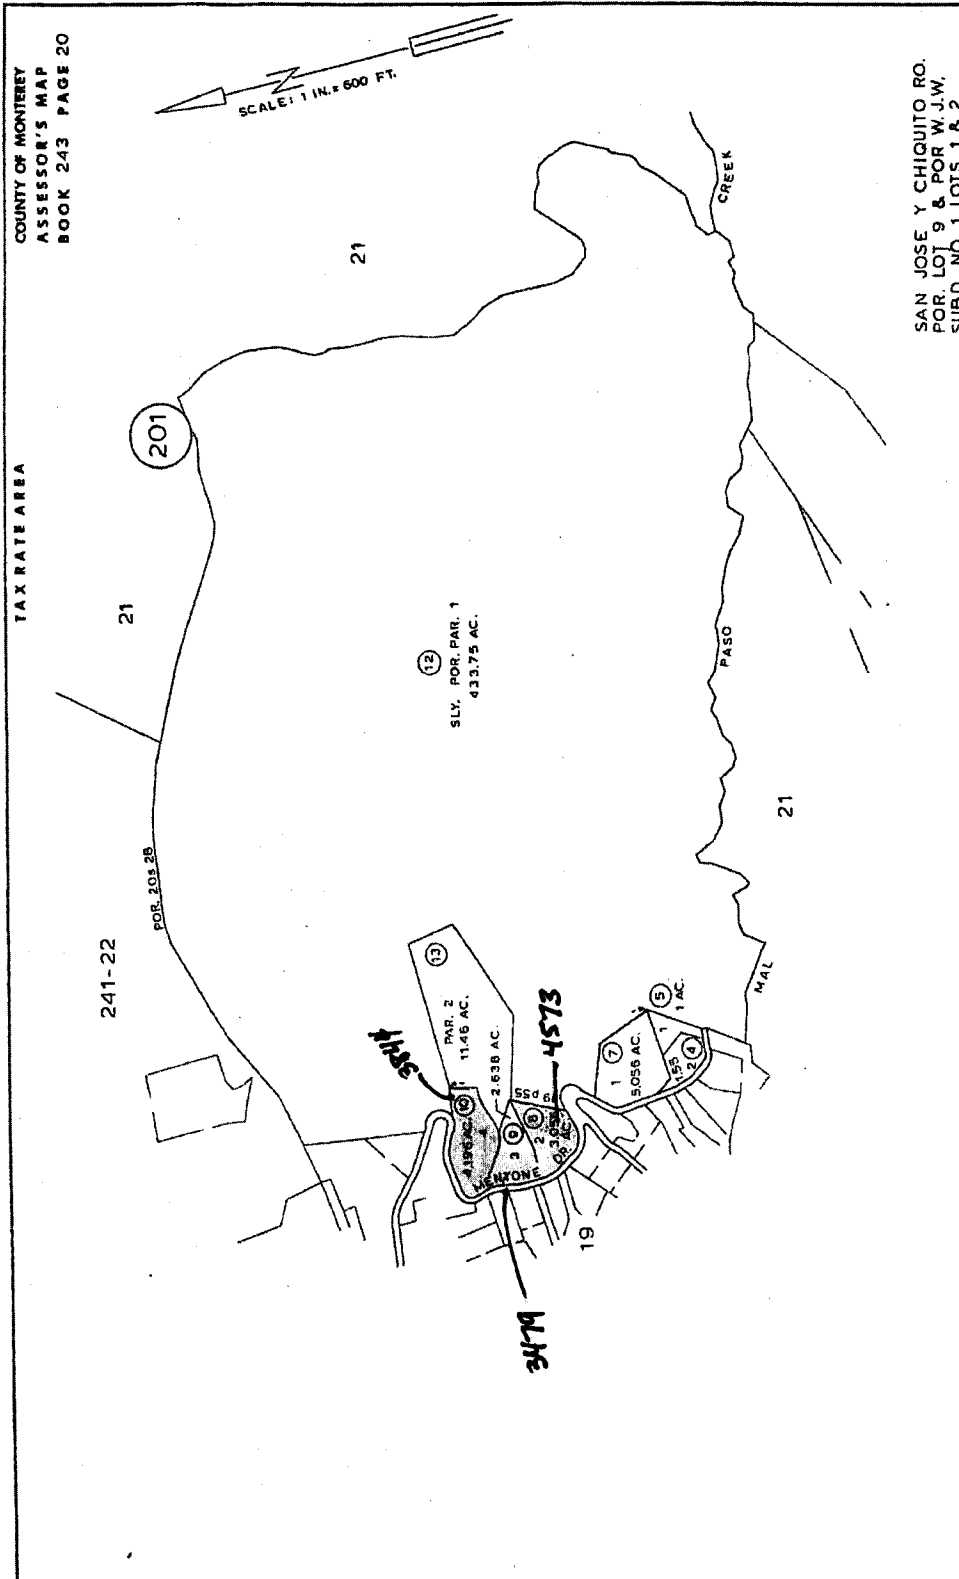 COUNTY OF MONTEREY
ASSESSOR'S MAP
BOOK 243 PAGE 20
TAX RATE AREA
SCALE: 1 IN.= 600 FT.
N
201
21
21
21
241-22
POR. 205 28
12
SLY. POR. PAR. 1
433.75 AC.
CREEK
PASO
MAL
13
PAR. 2
11.46 AC.
2.638 AC.
10
4.196 AC.
4
9
3
8
2
3.055
AC.
MENTONE
DR.
7
1
5.056 AC.
5
1 AC.
1
1.55
4
2
19
4573
3479
SAN JOSE Y CHIQUITO RO.
POR. LOT 9 & POR W.J.W.
SUBD. NO. 1 LOTS 1 & 2